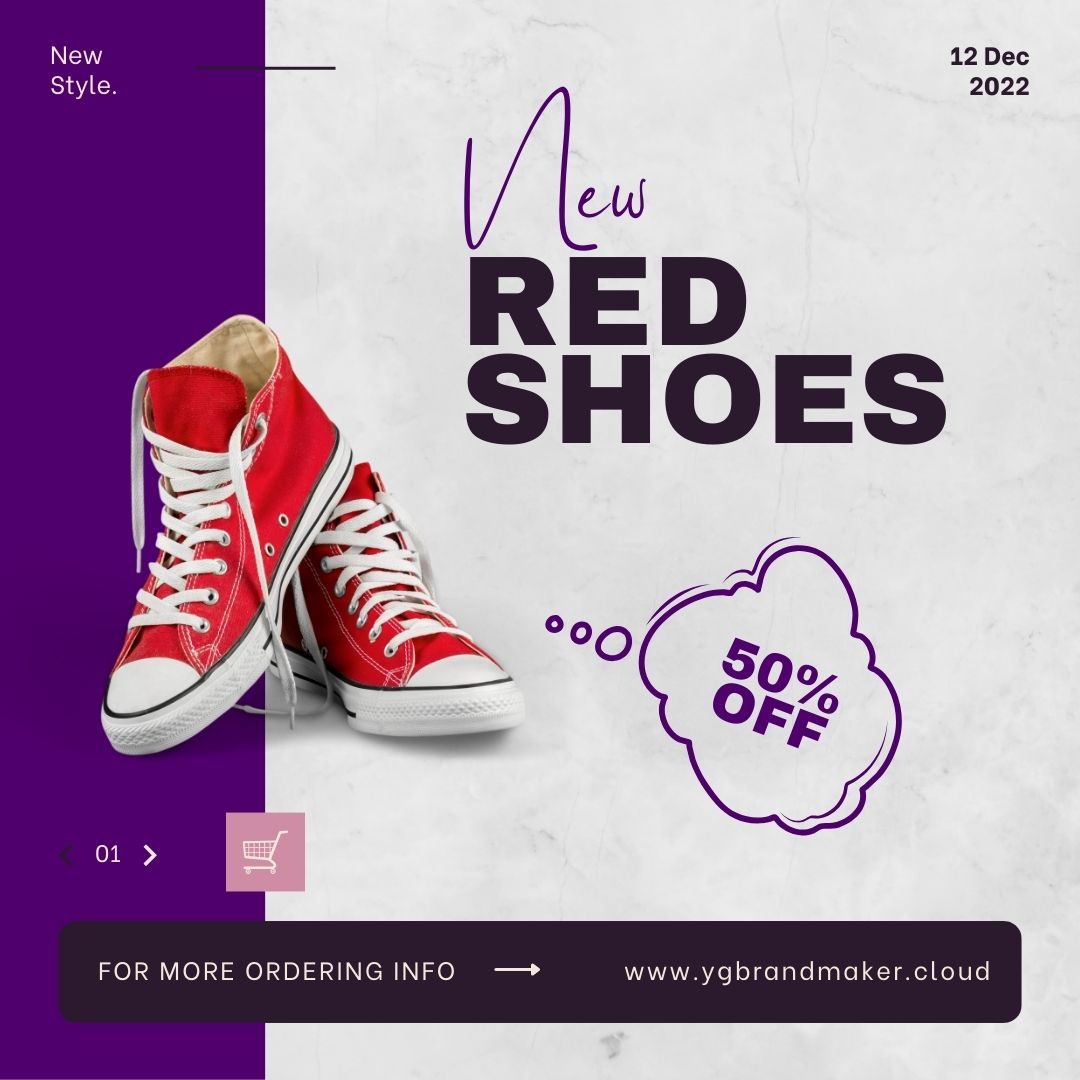 New
Style.
12 Dec
2022
New
RED
SHOES
50%
OFF
01
FOR MORE ORDERING INFO
www.ygbrandmaker.cloud